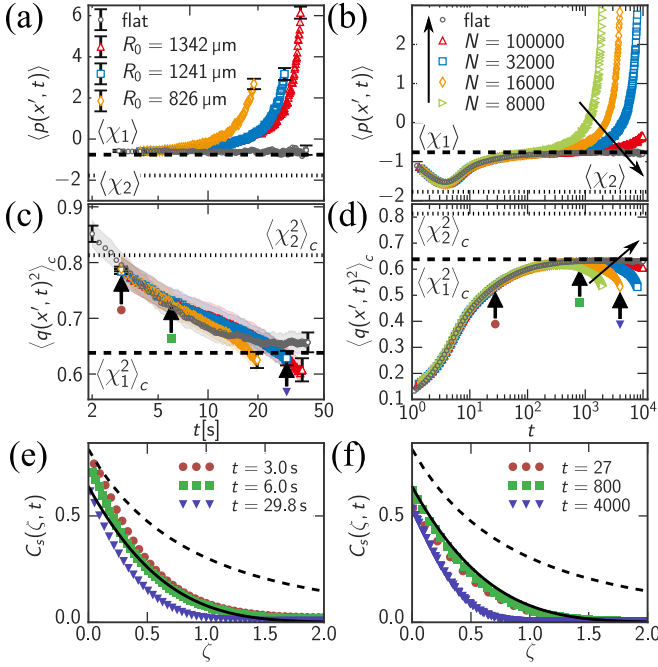 (a)
flat
R₀ = 1342 µm
R₀ = 1241 µm
R₀ = 826 µm
⟨p(x′, t)⟩
6
4
2
0
−2
⟨χ₁⟩
⟨χ₂⟩
(b)
flat
N = 100000
N = 32000
N = 16000
N = 8000
⟨p(x′, t)⟩
2
1
0
−1
−2
⟨χ₁⟩
⟨χ₂⟩
(c)
⟨q(x′, t)²⟩c
0.9
0.8
0.7
0.6
⟨χ₂²⟩c
⟨χ₁²⟩c
2
5
10
20
50
t[s]
(d)
⟨q(x′, t)²⟩c
0.8
0.7
0.6
0.5
0.4
0.3
0.2
0.1
⟨χ₂²⟩c
⟨χ₁²⟩c
10⁰
10¹
10²
10³
10⁴
t
(e)
t = 3.0 s
t = 6.0 s
t = 29.8 s
Cₛ(ζ, t)
0.5
0.0
0.0
0.5
1.0
1.5
2.0
ζ
(f)
t = 27
t = 800
t = 4000
Cₛ(ζ, t)
0.5
0.0
0.0
0.5
1.0
1.5
2.0
ζ